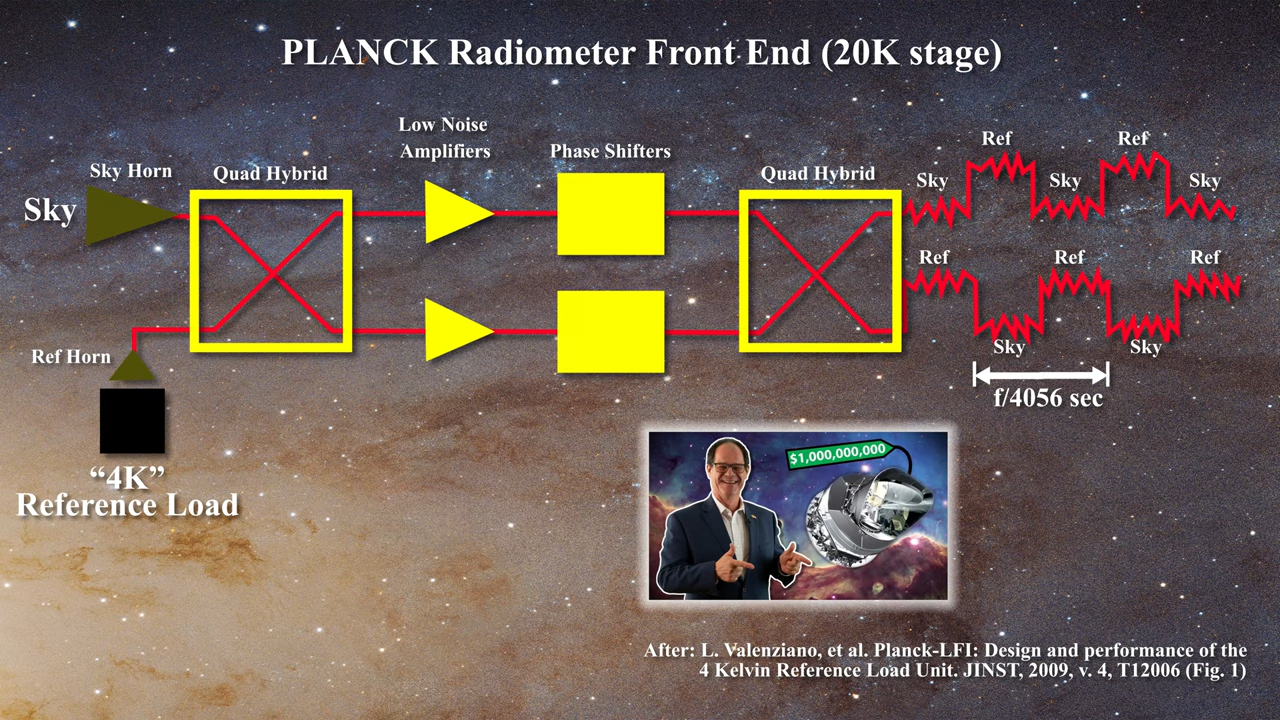 PLANCK Radiometer Front End (20K stage)
Low Noise
Amplifiers
Phase Shifters
Sky Horn
Quad Hybrid
Quad Hybrid
Sky
Ref
Ref
Sky
Sky
Sky
Ref
Ref
Ref
Sky
Sky
f/4056 sec
Ref Horn
“4K”
Reference Load
$1,000,000,000
After: L. Valenziano, et al. Planck-LFI: Design and performance of the
4 Kelvin Reference Load Unit. JINST, 2009, v. 4, T12006 (Fig. 1)